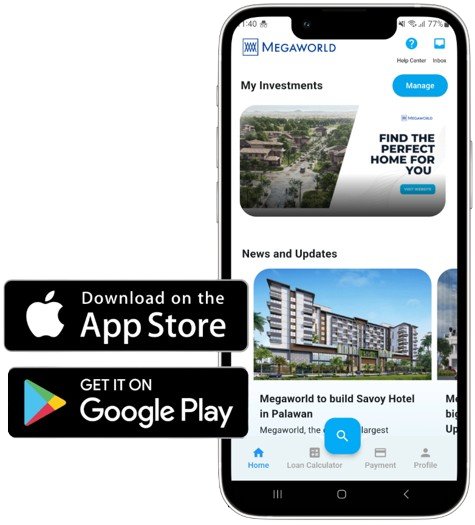 1:40
77%
MEGAWORLD
Help Center
Inbox
My Investments
Manage
MEGAWORLD
FIND THE
PERFECT
HOME FOR
YOU
VISIT WEBSITE
News and Updates
Download on the
App Store
GET IT ON
Google Play
Megaworld to build Savoy Hotel
in Palawan
Megaworld, the
largest
Me
big
Up
Home
Loan Calculator
Payment
Profile